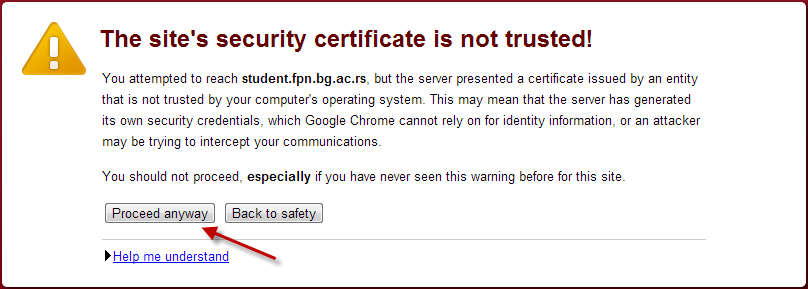 The site's security certificate is not trusted!
You attempted to reach student.fpn.bg.ac.rs, but the server presented a certificate issued by an entity
that is not trusted by your computer's operating system. This may mean that the server has generated
its own security credentials, which Google Chrome cannot rely on for identity information, or an attacker
may be trying to intercept your communications.
You should not proceed, especially if you have never seen this warning before for this site.
Proceed anyway Back to safety
Help me understand